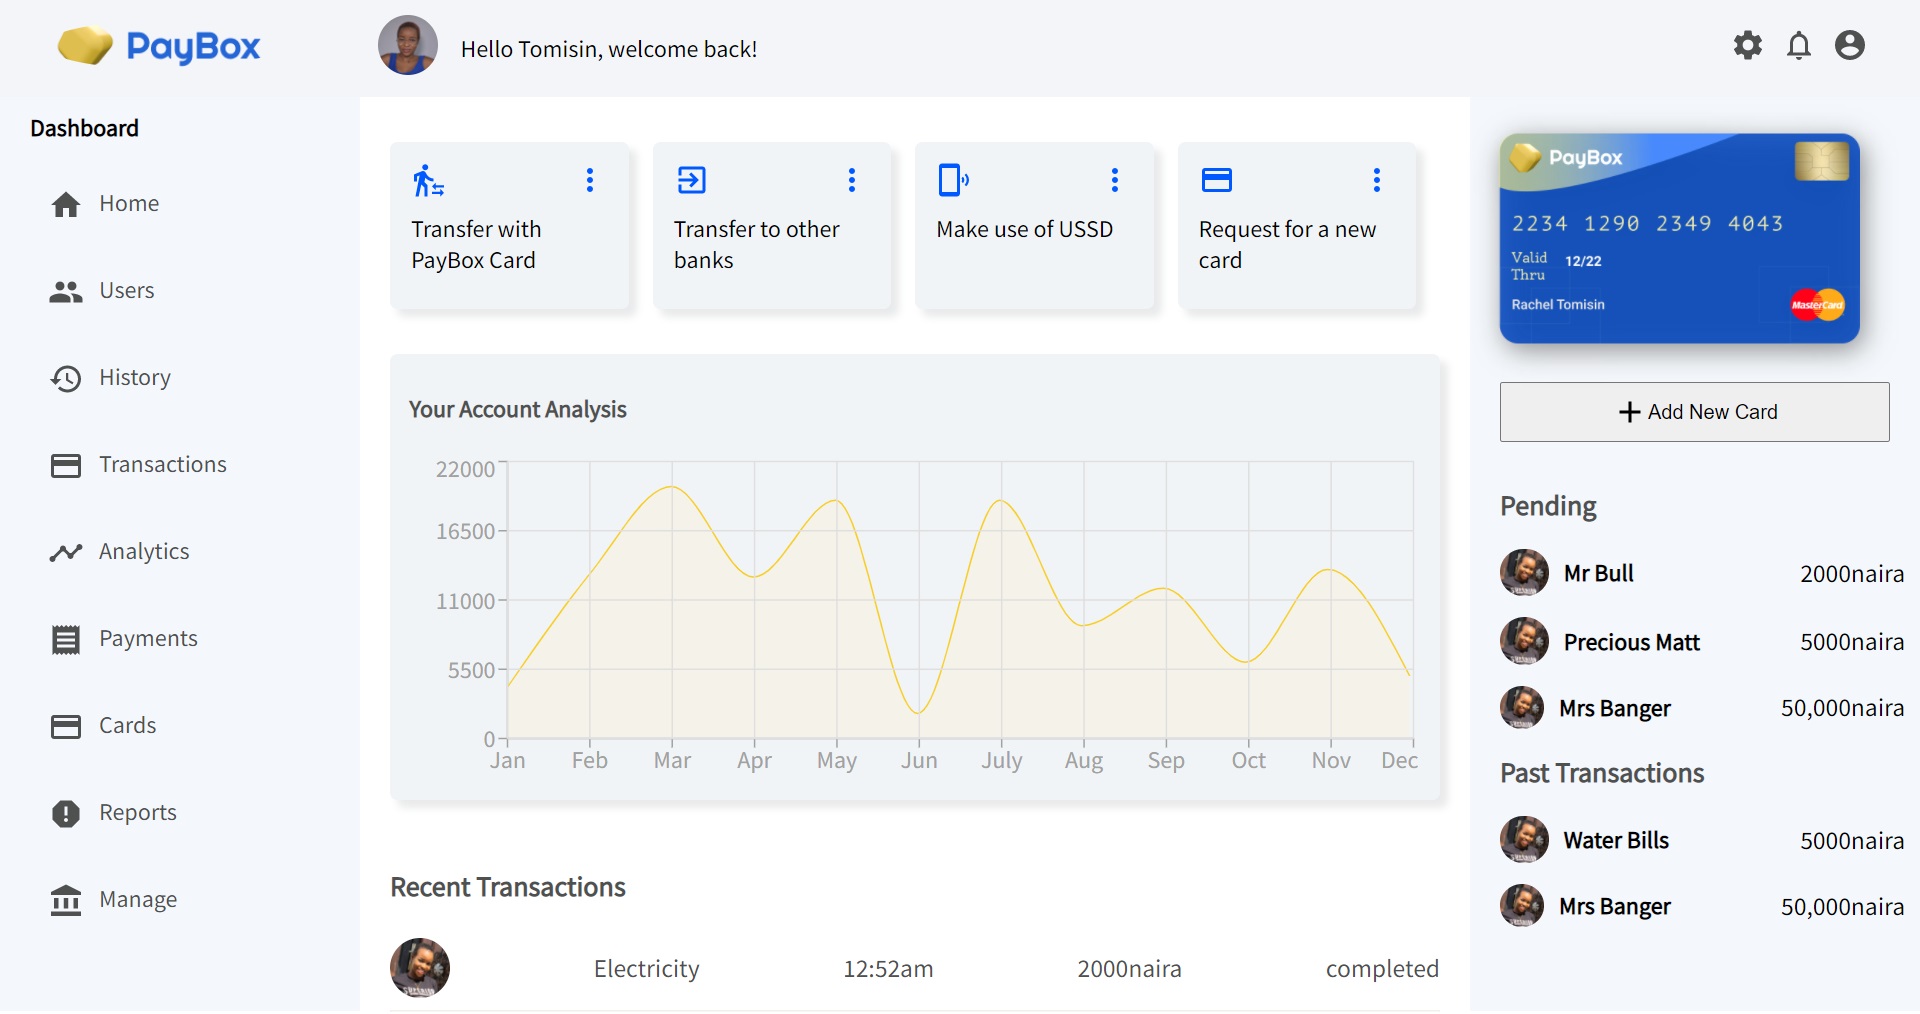 PayBox
Hello Tomisin, welcome back!
Dashboard
Home
Users
History
Transactions
Analytics
Payments
Cards
Reports
Manage
Transfer with
PayBox Card
Transfer to other
banks
Make use of USSD
Request for a new
card
Your Account Analysis
22000
16500
11000
5500
0
Jan Feb Mar Apr May Jun July Aug Sep Oct Nov Dec
Recent Transactions
Electricity 12:52am 2000naira completed
PayBox
2234 1290 2349 4043
Valid
Thru
12/22
Rachel Tomisin
MasterCard
Add New Card
Pending
Mr Bull 2000naira
Precious Matt 5000naira
Mrs Banger 50,000naira
Past Transactions
Water Bills 5000naira
Mrs Banger 50,000naira